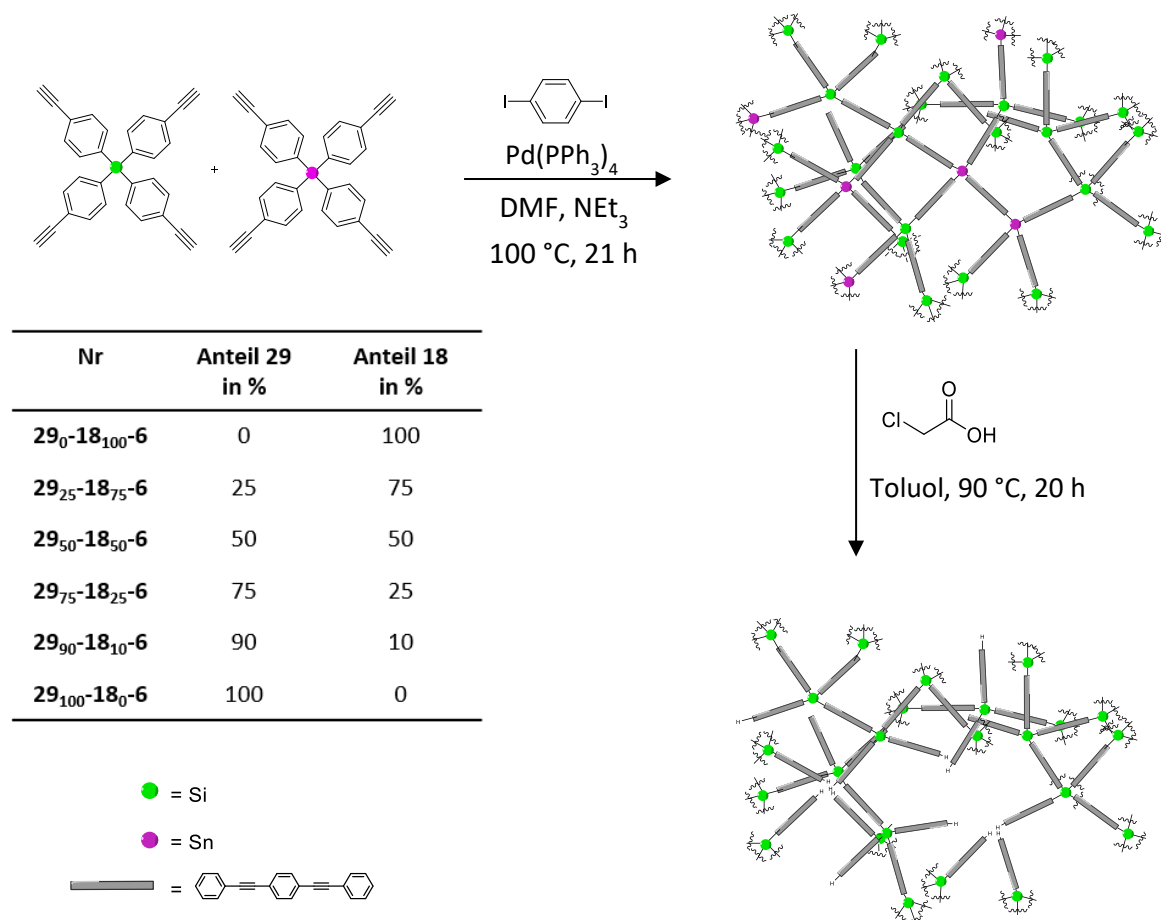 +
I I
Pd(PPh₃)₄
DMF, NEt₃
100 °C, 21 h
Nr Anteil 29 in % Anteil 18 in %
29₀-18₁₀₀-6 0 100
29₂₅-18₇₅-6 25 75
29₅₀-18₅₀-6 50 50
29₇₅-18₂₅-6 75 25
29₉₀-18₁₀-6 90 10
29₁₀₀-18₀-6 100 0
O
Cl
OH
Toluol, 90 °C, 20 h
H
H
H
H
H
H
H
H
H
H
H
H
= Si
= Sn
=